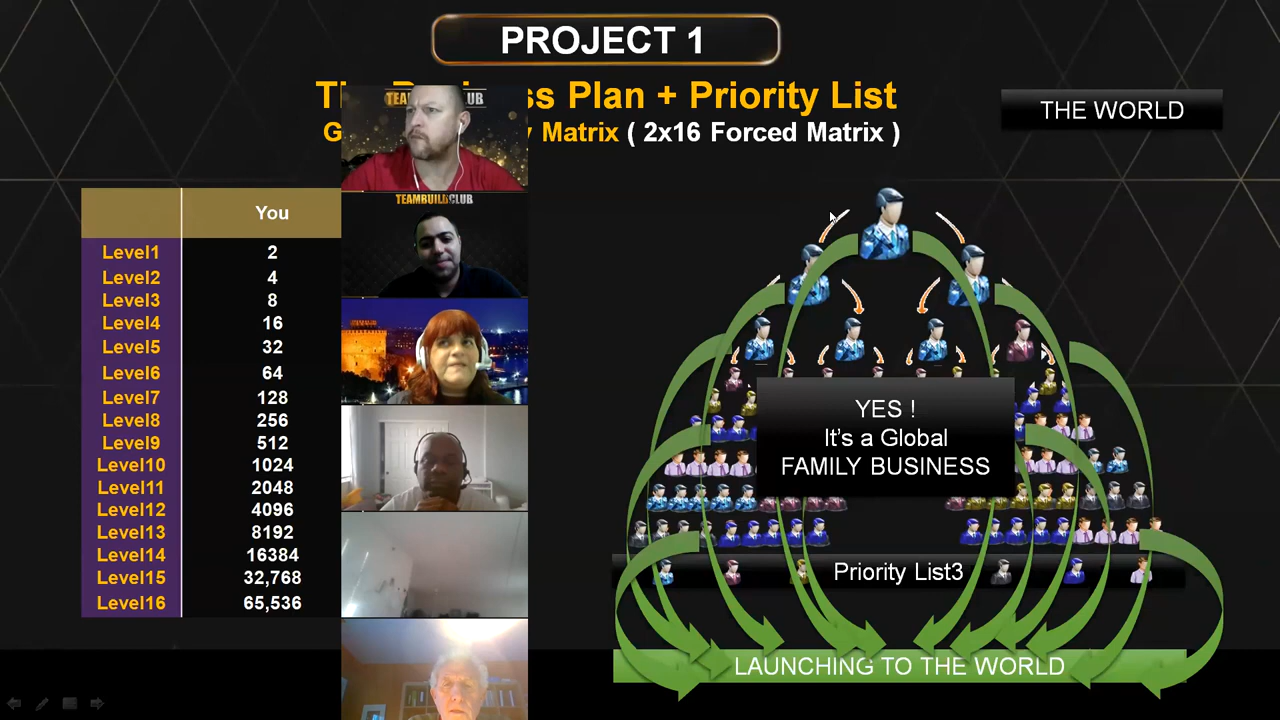 PROJECT 1
ss Plan + Priority List
Matrix ( 2x16 Forced Matrix )
THE WORLD
You
Level1 2
Level2 4
Level3 8
Level4 16
Level5 32
Level6 64
Level7 128
Level8 256
Level9 512
Level10 1024
Level11 2048
Level12 4096
Level13 8192
Level14 16384
Level15 32,768
Level16 65,536
TEAMBUILDCLUB
YES !
It's a Global
FAMILY BUSINESS
Priority List3
LAUNCHING TO THE WORLD